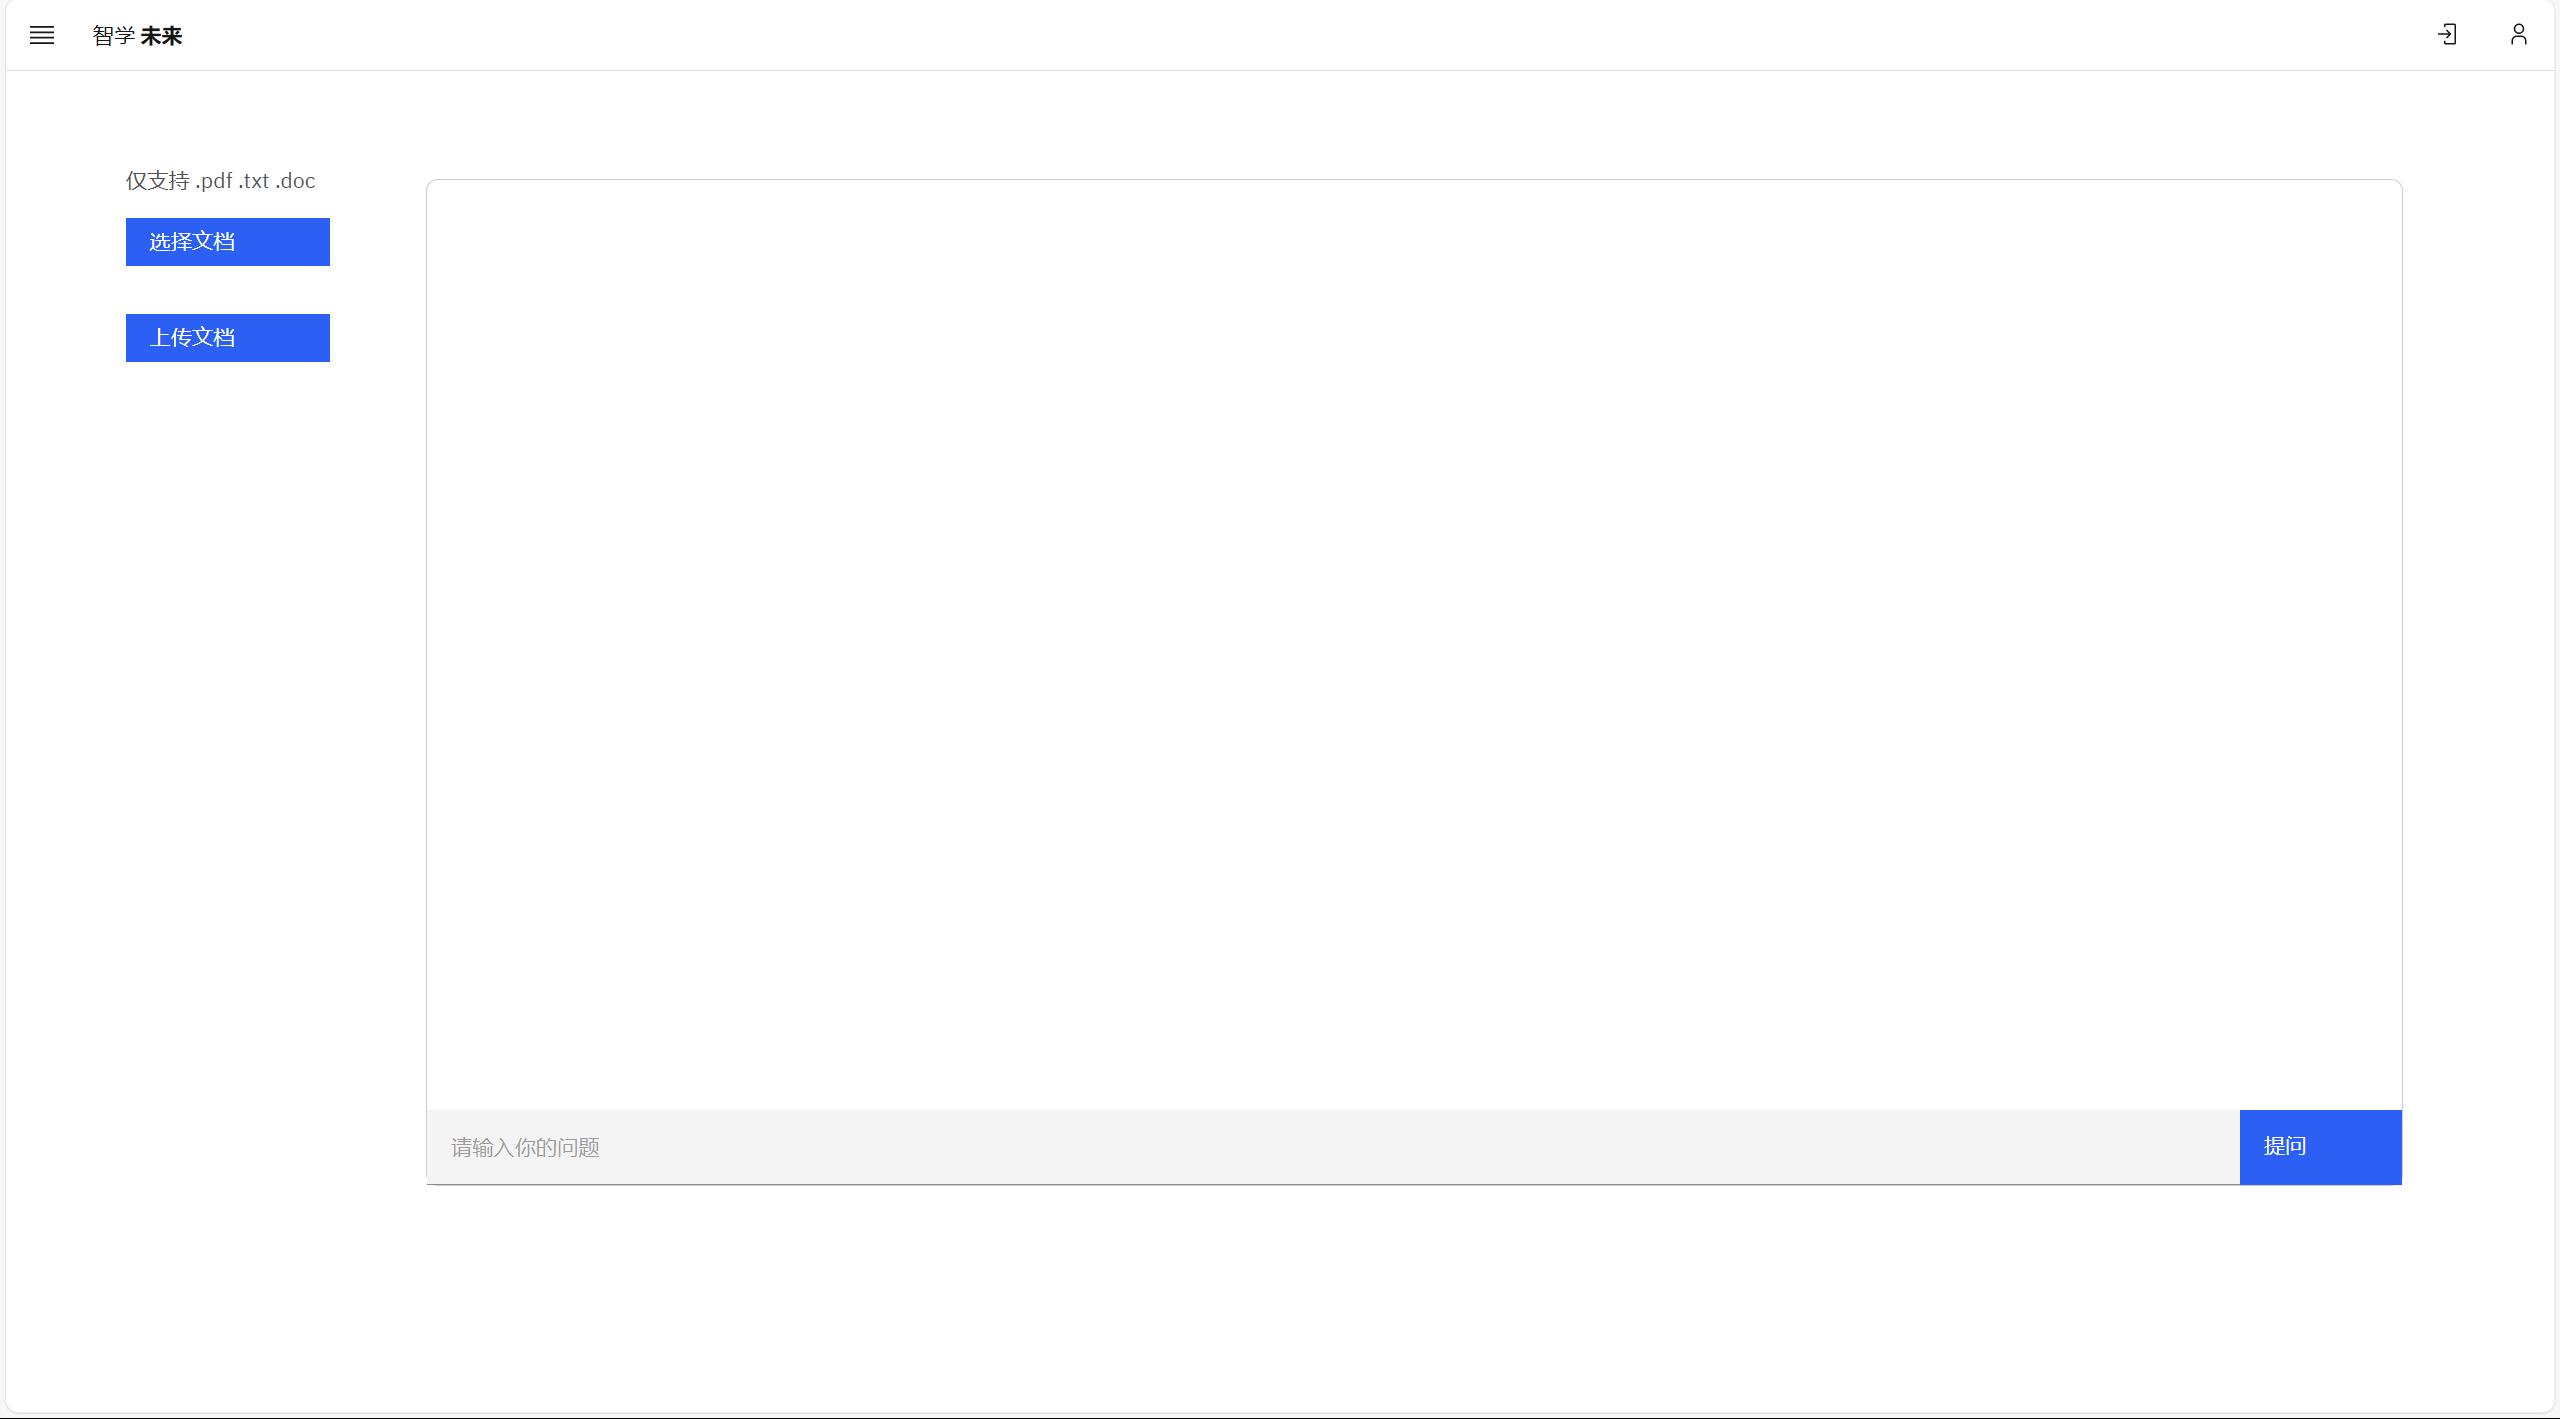 智学 未来
仅支持 .pdf .txt .doc
选择文档
上传文档
请输入你的问题
提问